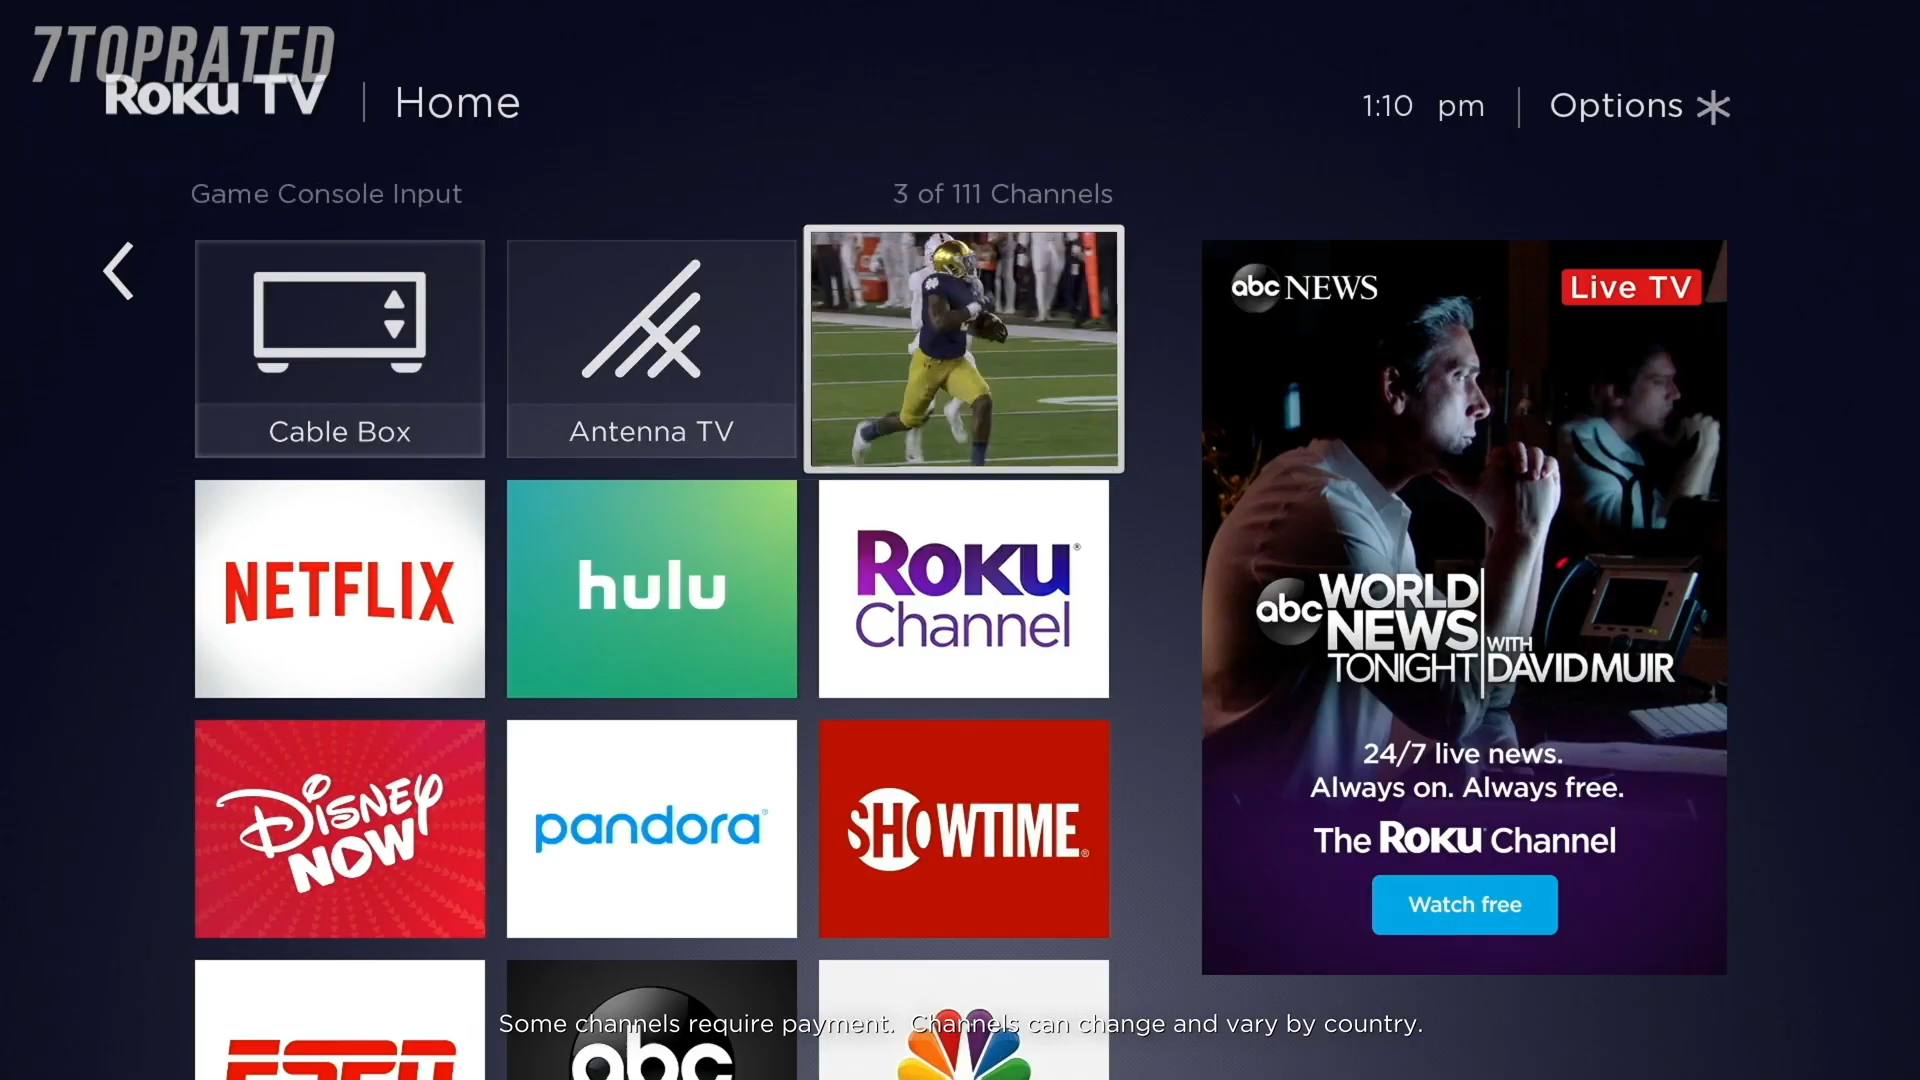 7TOPRATED
Roku TV
Home
1:10 pm
Options
Game Console Input
3 of 111 Channels
Cable Box
Antenna TV
NETFLIX
hulu
Roku®
Channel
Disney
NOW
pandora®
SHOWTIME®
ESPN
abc
abc NEWS
Live TV
abc
WORLD
NEWS
TONIGHT
WITH
DAVID MUIR
24/7 live news.
Always on. Always free.
The Roku Channel
Watch free
Some channels require payment. Channels can change and vary by country.